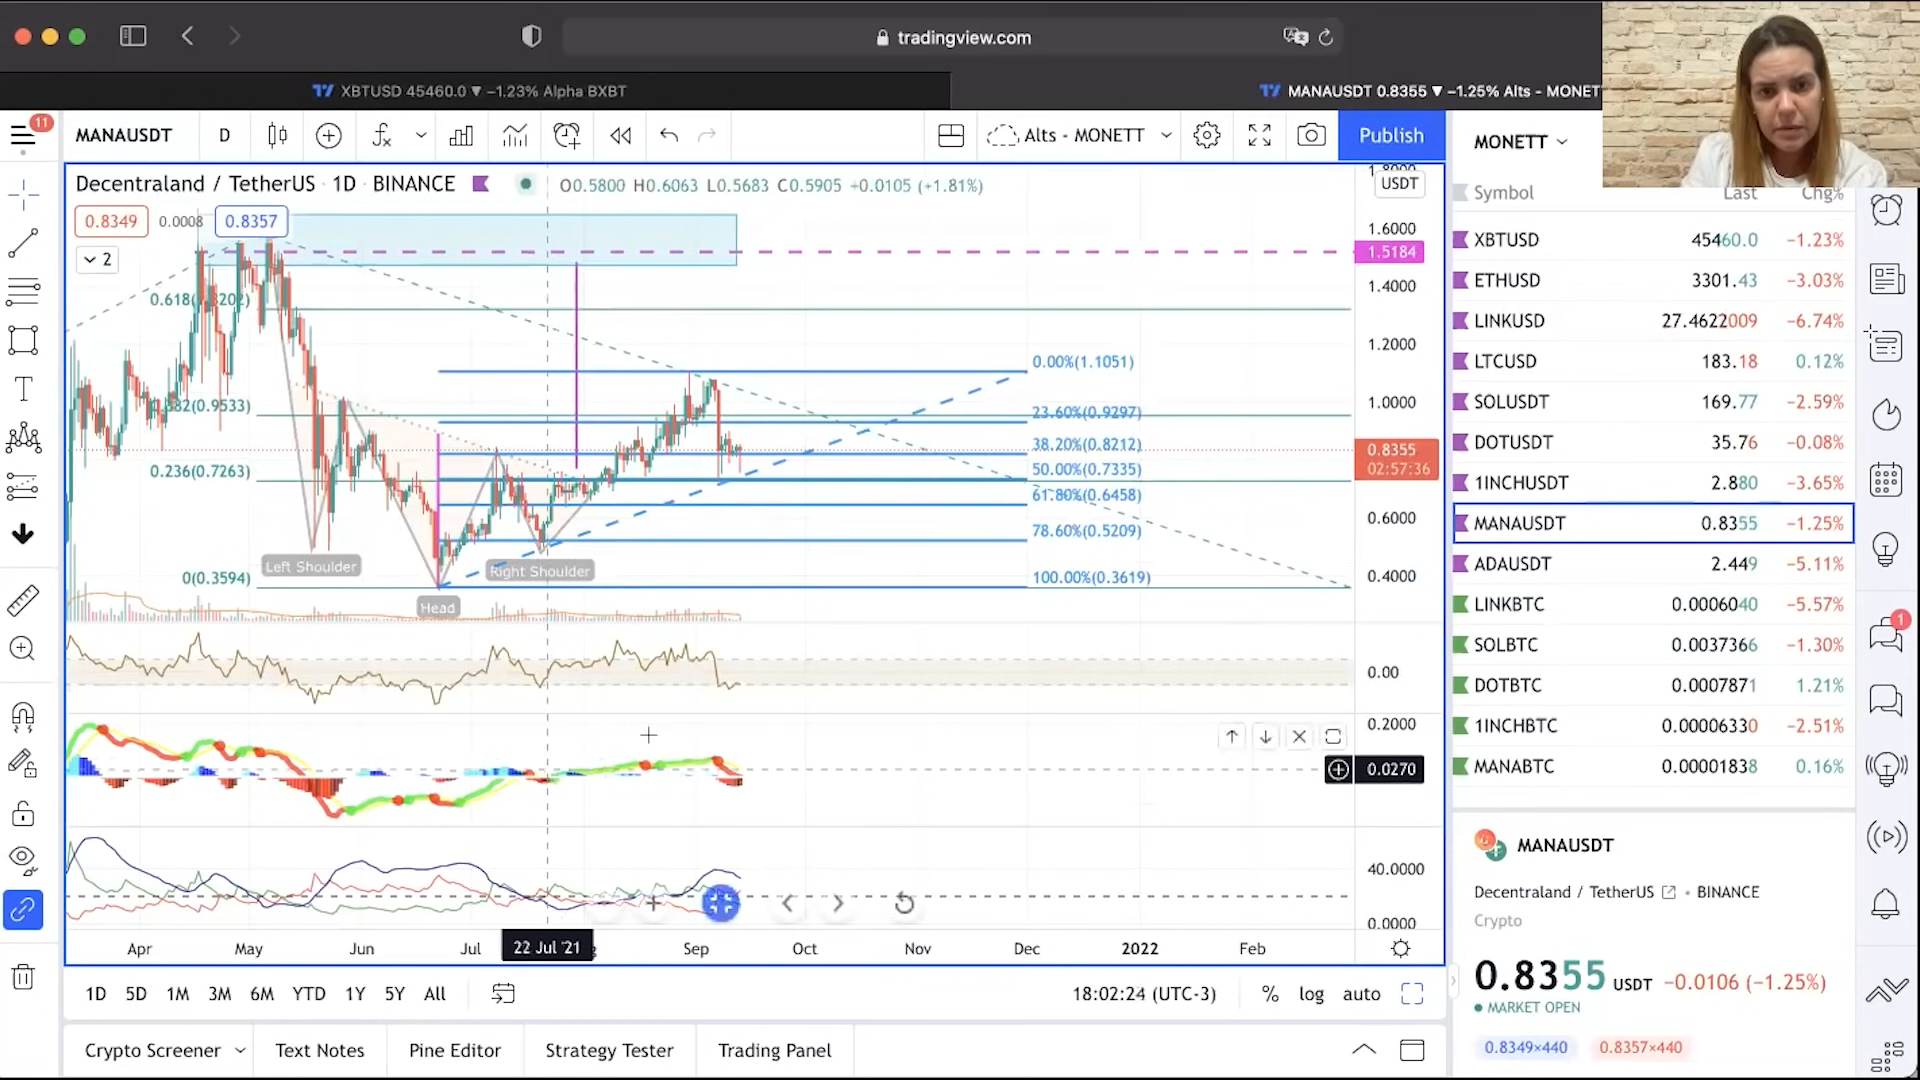 tradingview.com
XBTUSD 45460.0 ▼ −1.23% Alpha BXBT
MANAUSDT 0.8355 ▼ −1.25% Alts - MONET
11
MANAUSDT
D
Alts - MONETT
Publish
MONETT
Decentraland / TetherUS · 1D · BINANCE
O0.5800 H0.6063 L0.5683 C0.5905 +0.0105 (+1.81%)
0.8349
0.0008
0.8357
2
USDT
1.6000
1.5184
1.4000
1.2000
1.0000
0.8355
02:57:36
0.6000
0.4000
0.236(0.7263)
0(0.3594)
0.00%(1.1051)
23.60%(0.9297)
38.20%(0.8212)
50.00%(0.7335)
61.80%(0.6458)
78.60%(0.5209)
100.00%(0.3619)
Left Shoulder
Head
Right Shoulder
0.00
0.2000
0.0270
40.0000
0.0000
Apr
May
Jun
Jul
22 Jul '21
Sep
Oct
Nov
Dec
2022
Feb
1D
5D
1M
3M
6M
YTD
1Y
5Y
All
18:02:24 (UTC-3)
%
log
auto
Crypto Screener
Text Notes
Pine Editor
Strategy Tester
Trading Panel
Symbol Last Chg%
XBTUSD 45460.0 −1.23%
ETHUSD 3301.43 −3.03%
LINKUSD 27.4622009 −6.74%
LTCUSD 183.18 0.12%
SOLUSDT 169.77 −2.59%
DOTUSDT 35.76 −0.08%
1INCHUSDT 2.880 −3.65%
MANAUSDT 0.8355 −1.25%
ADAUSDT 2.449 −5.11%
LINKBTC 0.0006040 −5.57%
SOLBTC 0.0037366 −1.30%
DOTBTC 0.0007871 1.21%
1INCHBTC 0.00006330 −2.51%
MANABTC 0.00001838 0.16%
1
MANAUSDT
Decentraland / TetherUS • BINANCE
Crypto
0.8355 USDT −0.0106 (−1.25%)
MARKET OPEN
0.8349×440
0.8357×440